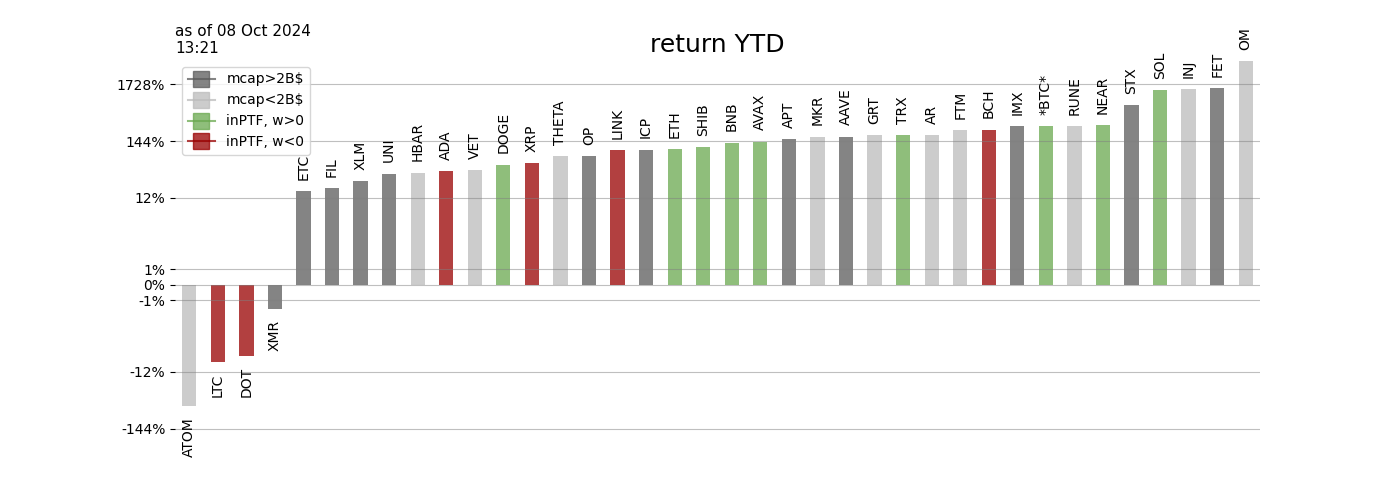 as of 08 Oct 2024
13:21
return YTD
mcap>2B$
mcap<2B$
inPTF, w>0
inPTF, w<0
1728%
144%
12%
1%
0%
-1%
-12%
-144%
ATOM
LTC
DOT
XMR
ETC
FIL
XLM
UNI
HBAR
ADA
VET
DOGE
XRP
THETA
OP
LINK
ICP
ETH
SHIB
BNB
AVAX
APT
MKR
AAVE
GRT
TRX
AR
FTM
BCH
IMX
*BTC*
RUNE
NEAR
STX
SOL
INJ
FET
OM